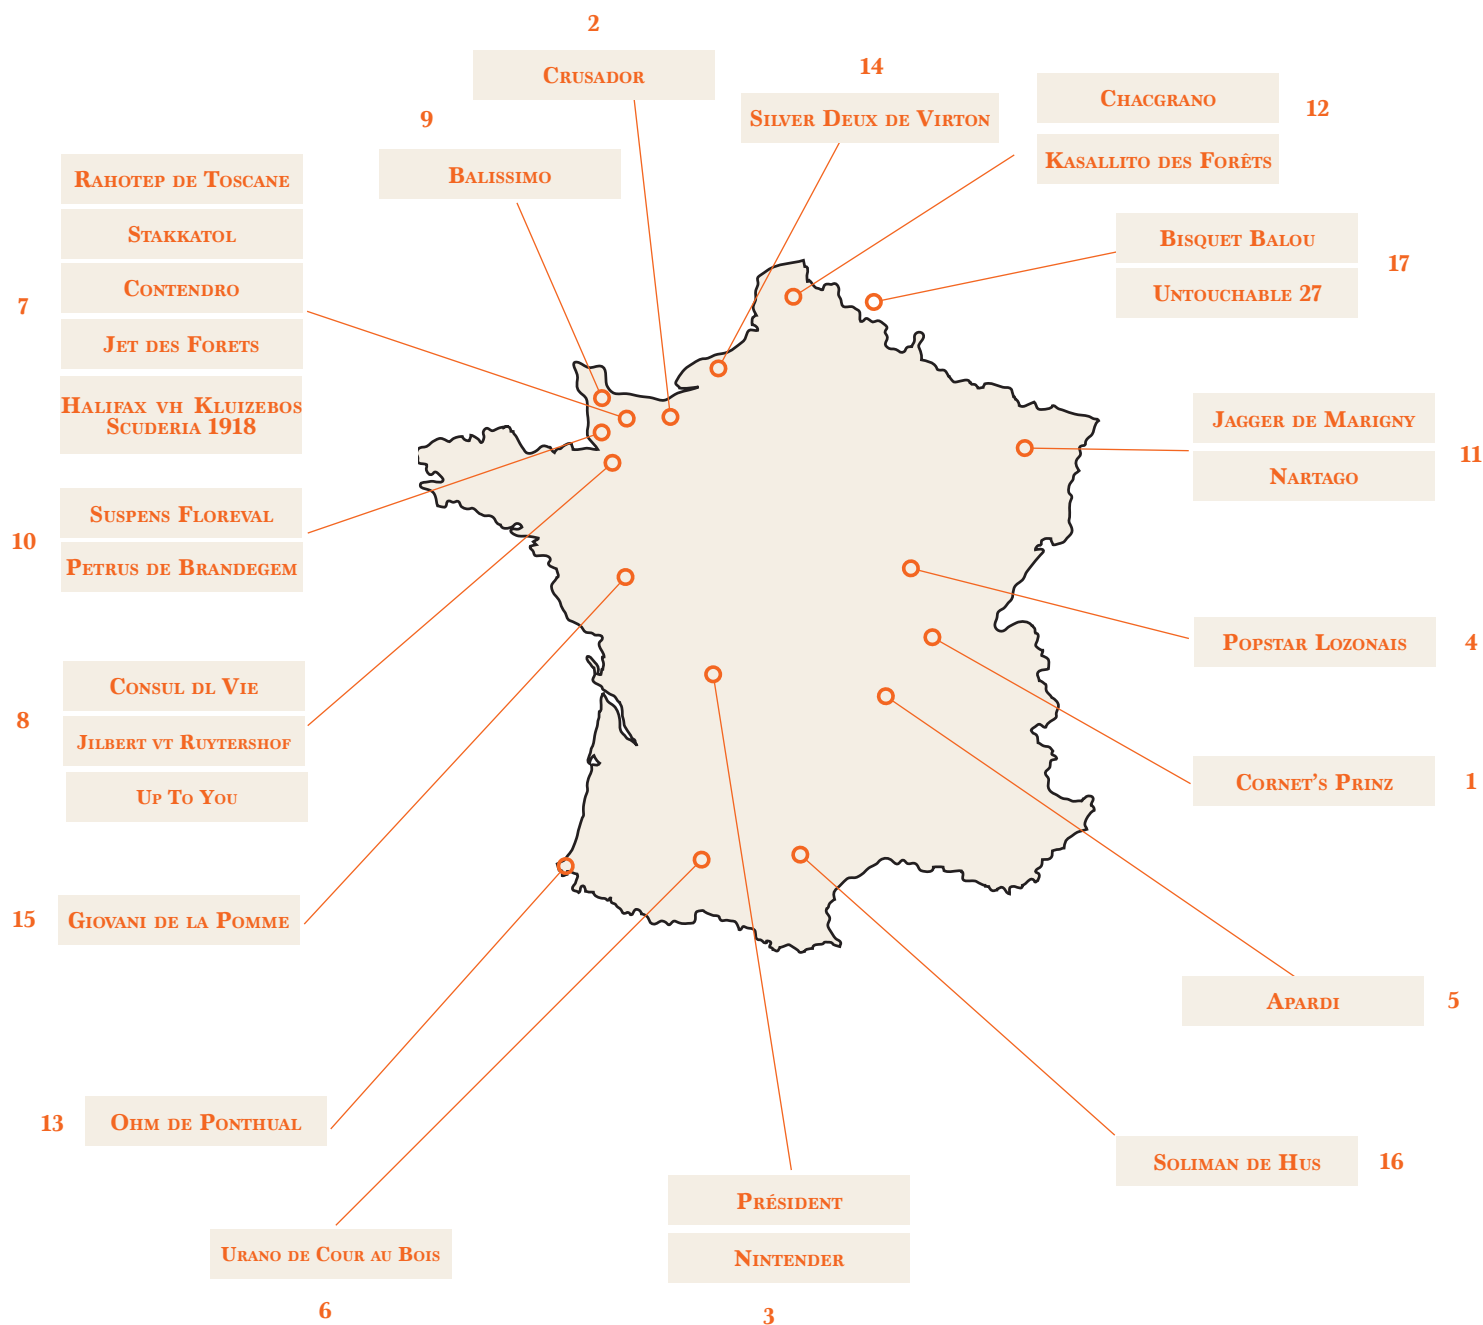 2
Crusador
14
Silver Deux de Virton
Chacgrano
12
Kasallito des Forêts
9
Balissimo
Rahotep de Toscane
Stakkatol
Contendro
7
Jet des Forets
Halifax vh Kluizebos
Scuderia 1918
Bisquet Balou
17
Untouchable 27
Jagger de Marigny
11
Nartago
Suspens Floreval
10
Petrus de Brandegem
Popstar Lozonais
4
Consul dl Vie
8
Jilbert vt Ruytershof
Up To You
Cornet's Prinz
1
15
Giovani de la Pomme
Apardi
5
13
Ohm de Ponthual
Soliman de Hus
16
Président
Nintender
3
Urano de Cour au Bois
6